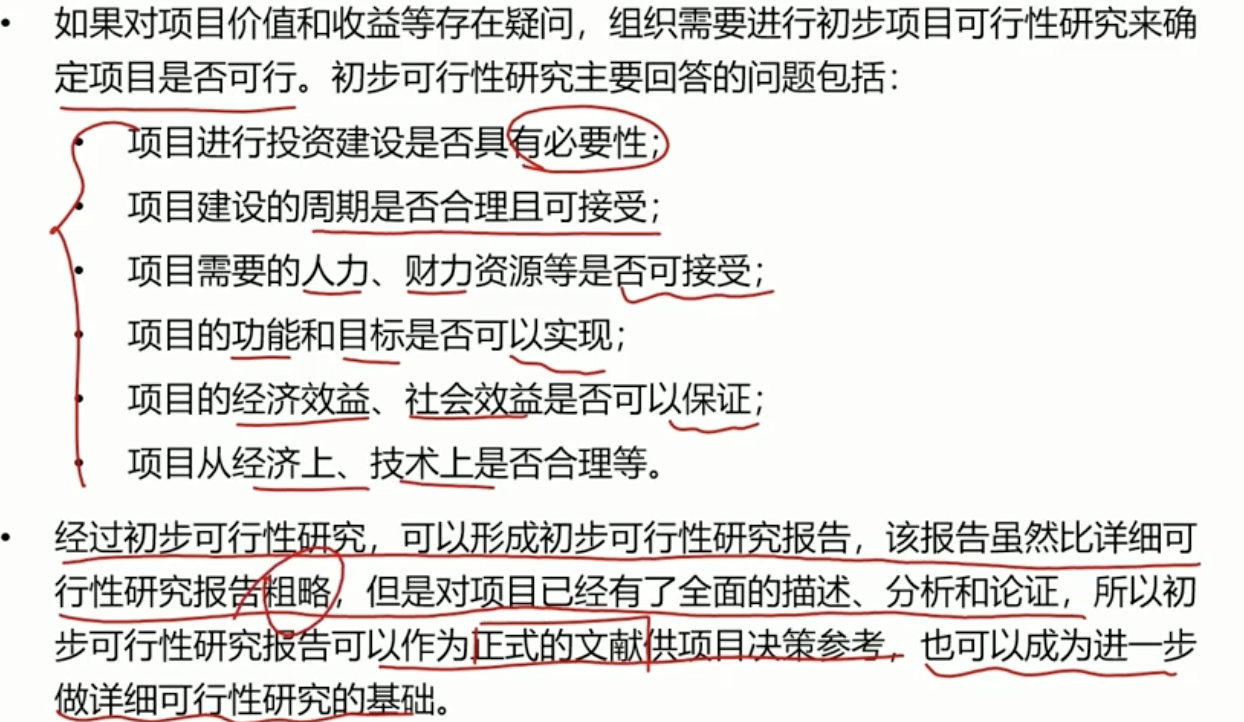 • 如果对项目价值和收益等存在疑问，组织需要进行初步项目可行性研究来确
定项目是否可行。初步可行性研究主要回答的问题包括：
• 项目进行投资建设是否具有必要性；
• 项目建设的周期是否合理且可接受；
• 项目需要的人力、财力资源等是否可接受；
• 项目的功能和目标是否可以实现；
• 项目的经济效益、社会效益是否可以保证；
• 项目从经济上、技术上是否合理等。
• 经过初步可行性研究，可以形成初步可行性研究报告，该报告虽然比详细可
行性研究报告粗略，但是对项目已经有了全面的描述、分析和论证，所以初
步可行性研究报告可以作为正式的文献供项目决策参考，也可以成为进一步
做详细可行性研究的基础。